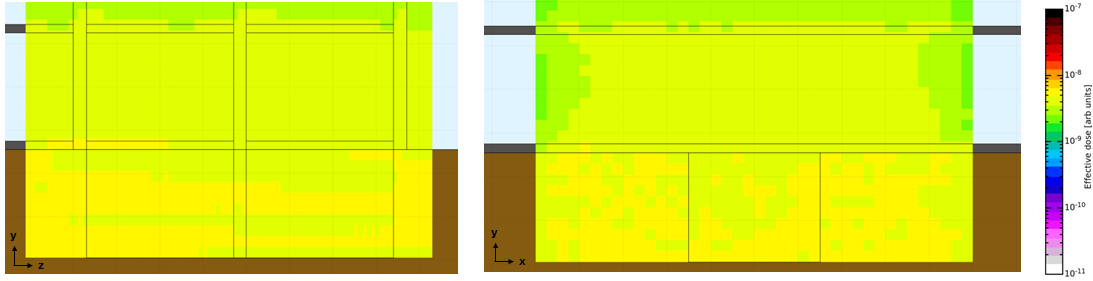 y
z
y
x
10-7
10-8
10-9
10-10
10-11
Effective dose [arb units]